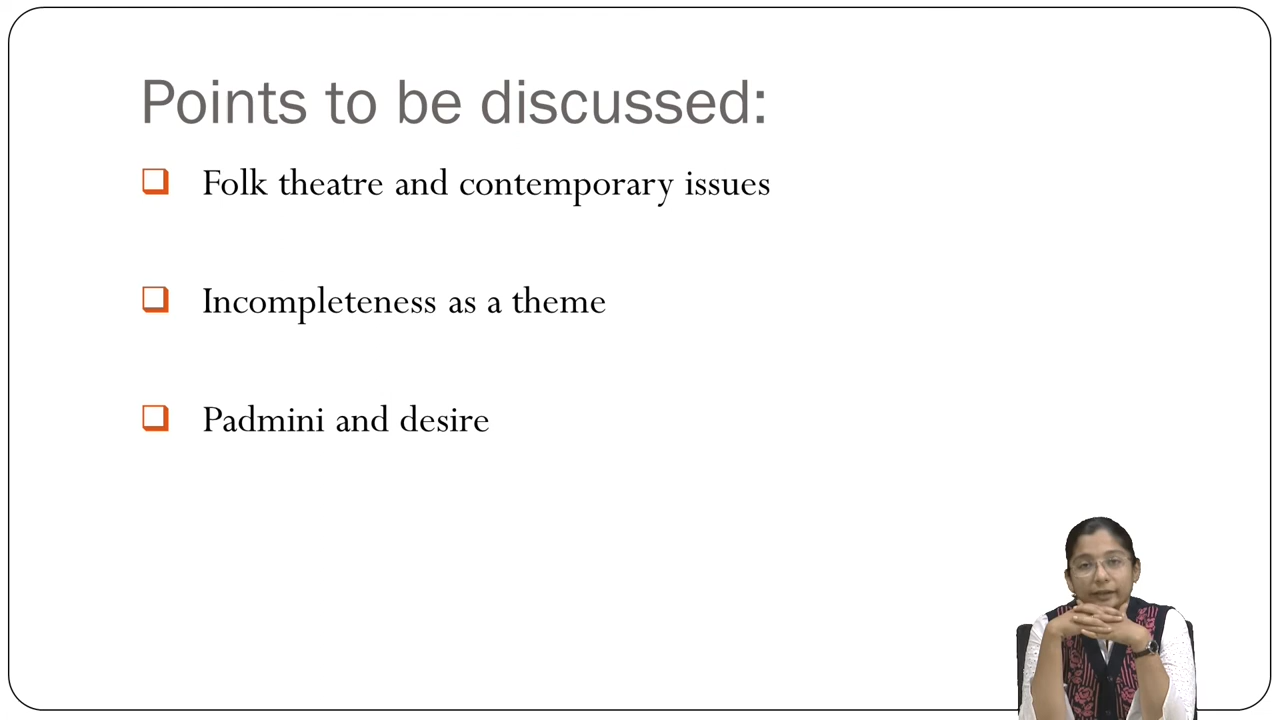 Points to be discussed:
Folk theatre and contemporary issues
Incompleteness as a theme
Padmini and desire